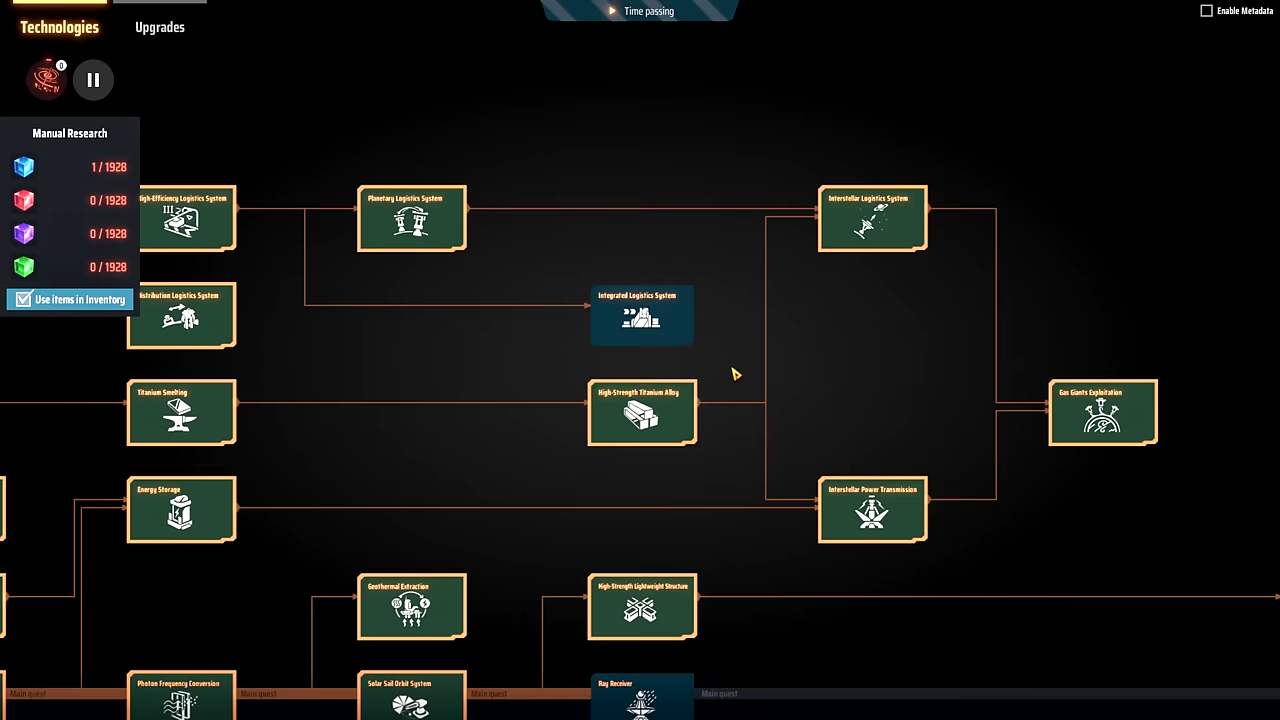 Time passing
Enable Metadata
Technologies
Upgrades
0
Manual Research
1 / 1928
0 / 1928
0 / 1928
0 / 1928
Use items in Inventory
High-Efficiency Logistics System
III
Planetary Logistics System
Interstellar Logistics System
Distribution Logistics System
Integrated Logistics System
Titanium Smelting
High-Strength Titanium Alloy
Gas Giants Exploitation
Energy Storage
Interstellar Power Transmission
Geothermal Extraction
High-Strength Lightweight Structure
Main quest
Photon Frequency Conversion
Main quest
Solar Sail Orbit System
Main quest
Ray Receiver
Main quest